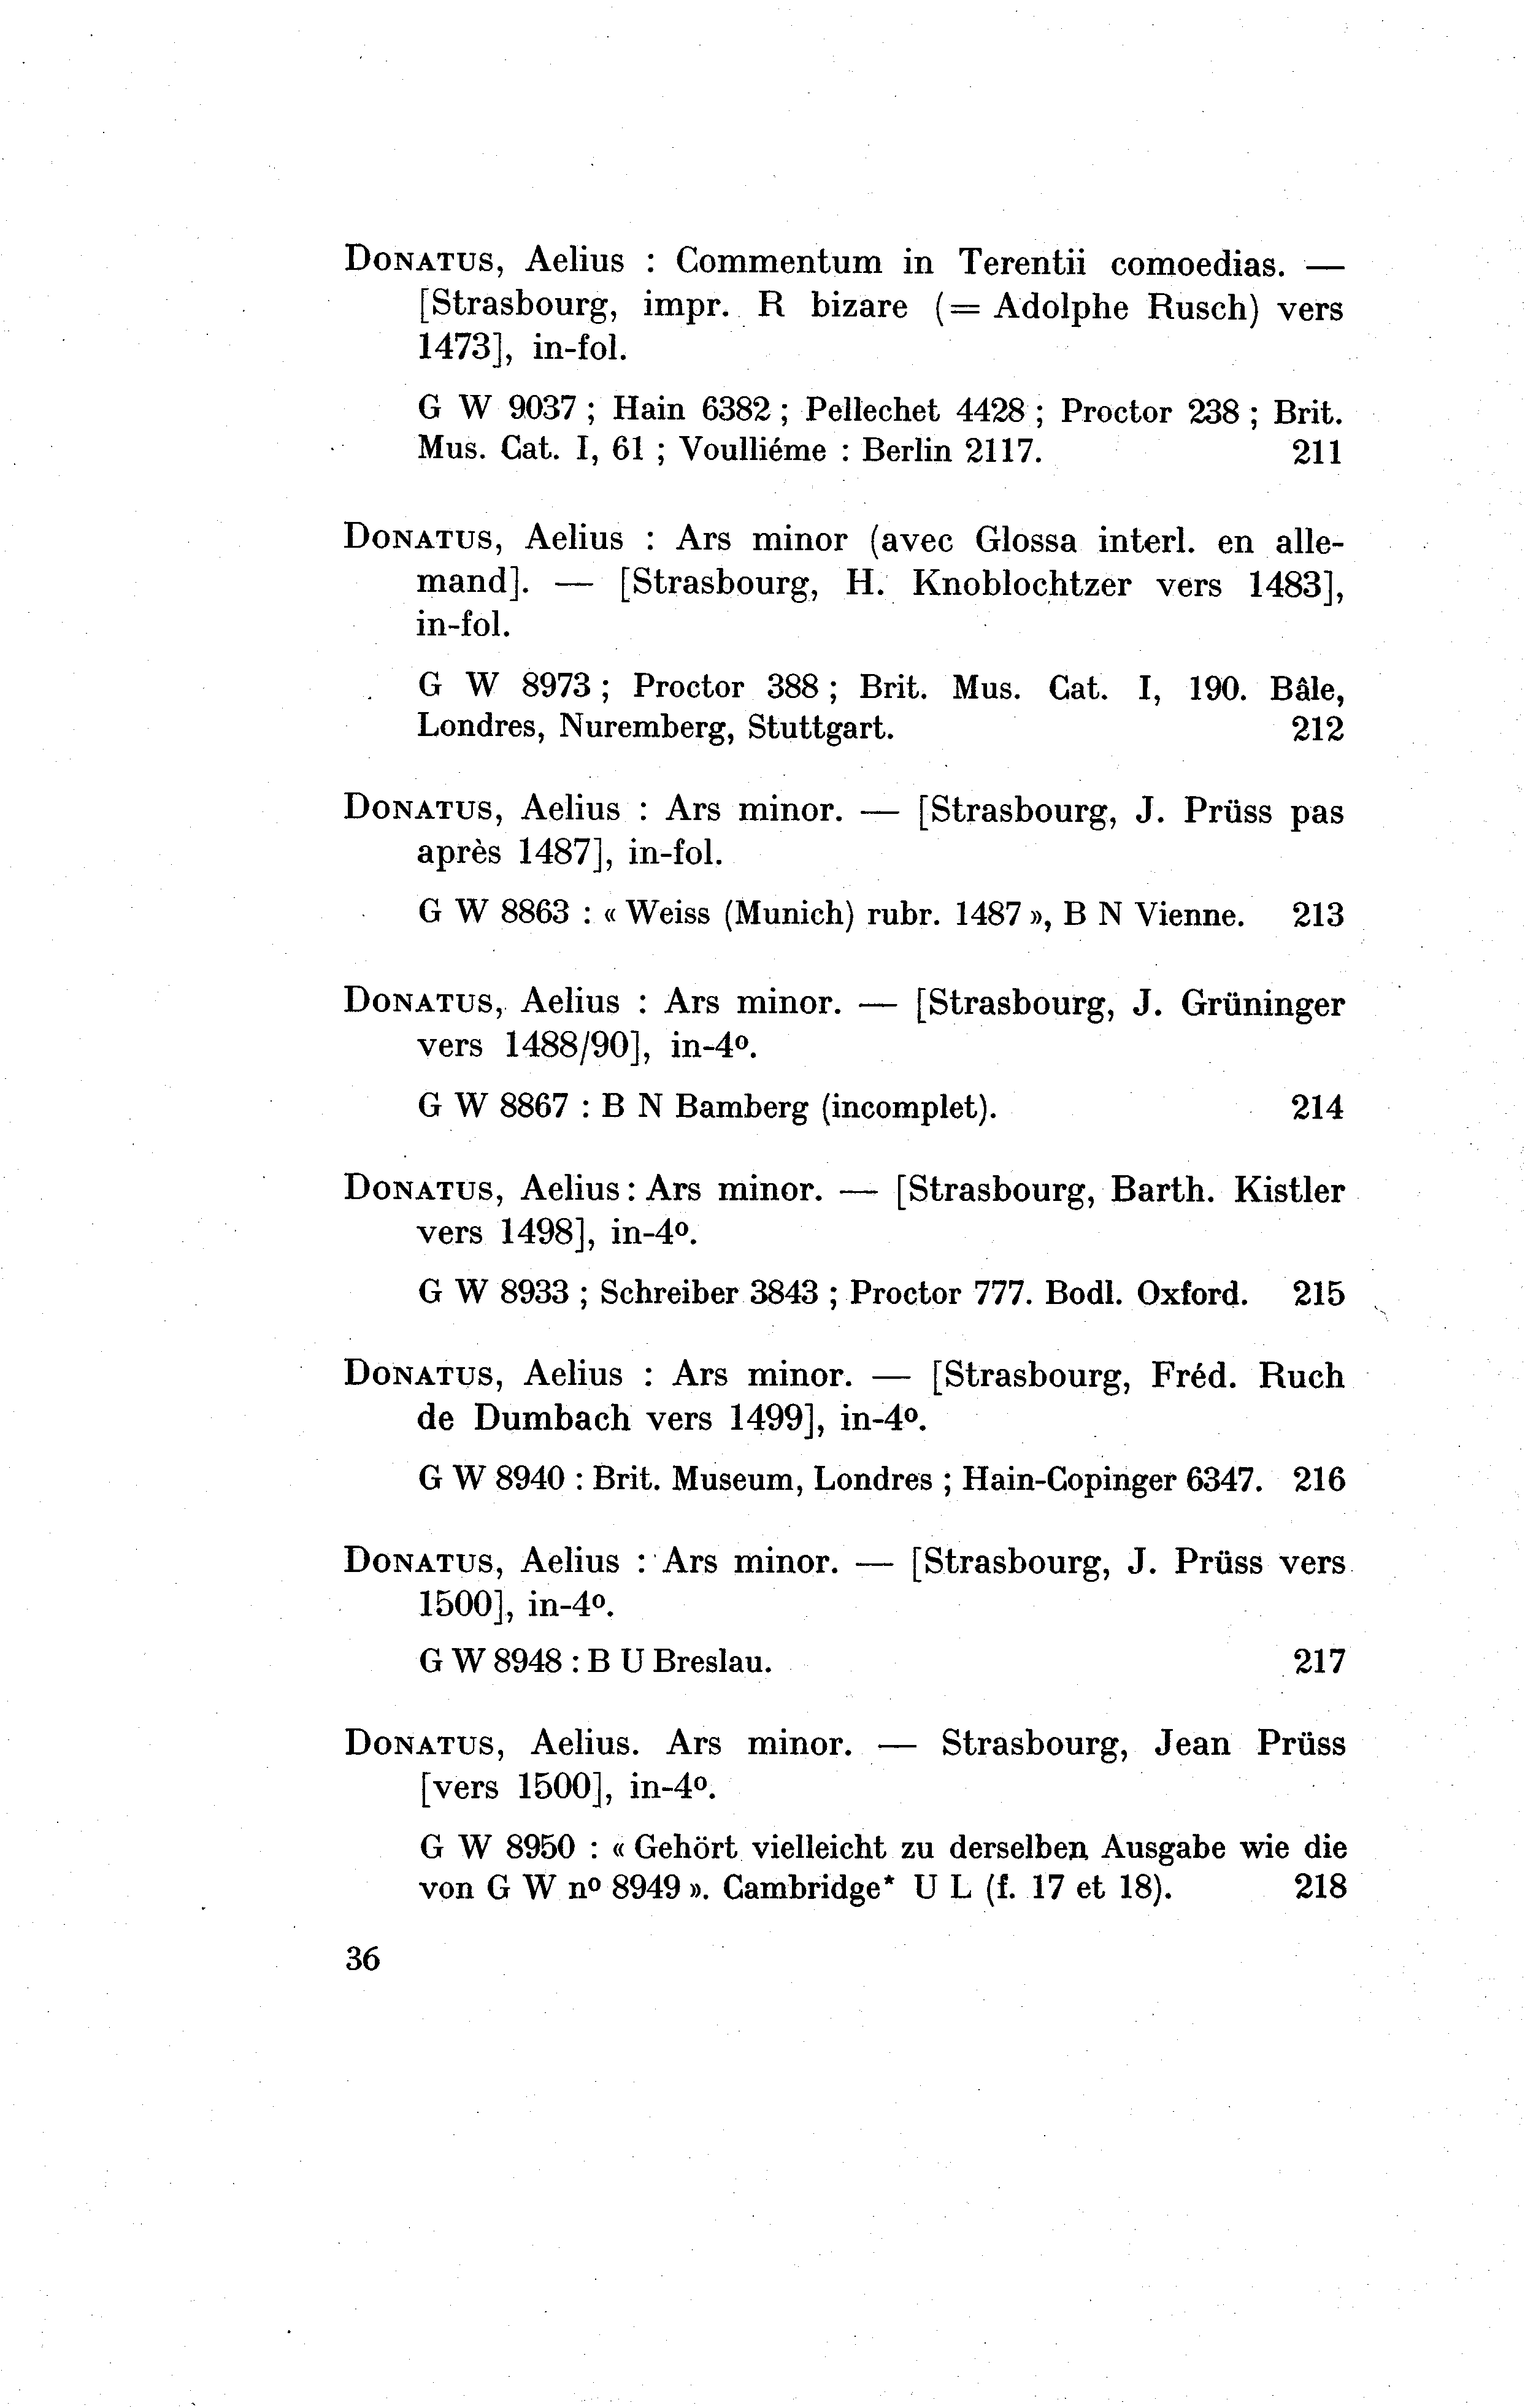 DONATUS, Aelius : Commentum in Terentii comoedias. —
[Strasbourg, impr. R bizare (= Adolphe Rusch) vers
1473], in-fol.
G W 9037 ; Hain 6382 ; Pellechet 4428 ; Proctor 238 ; Brit.
Mus. Cat. I, 61 ; Voulliéme : Berlin 2117. 211
DONATUS, Aelius : Ars minor (avec Glossa interl. en alle-
mand]. — [Strasbourg, H. Knoblochtzer vers 1483],
in-fol.
G W 8973 ; Proctor 388 ; Brit. Mus. Cat. I, 190. Bâle,
Londres, Nuremberg, Stuttgart. 212
DONATUS, Aelius : Ars minor. — [Strasbourg, J. Prüss pas
après 1487], in-fol.
G W 8863 : « Weiss (Munich) rubr. 1487 », B N Vienne. 213
DONATUS, Aelius : Ars minor. — [Strasbourg, J. Grüninger
vers 1488/90], in-4º.
G W 8867 : B N Bamberg (incomplet). 214
DONATUS, Aelius : Ars minor. — [Strasbourg, Barth. Kistler
vers 1498], in-4º.
G W 8933 ; Schreiber 3843 ; Proctor 777. Bodl. Oxford. 215
DONATUS, Aelius : Ars minor. — [Strasbourg, Fréd. Ruch
de Dumbach vers 1499], in-4º.
G W 8940 : Brit. Museum, Londres ; Hain-Copinger 6347. 216
DONATUS, Aelius : Ars minor. — [Strasbourg, J. Prüss vers
1500], in-4º.
G W 8948 : B U Breslau. 217
DONATUS, Aelius. Ars minor. — Strasbourg, Jean Prüss
[vers 1500], in-4º.
G W 8950 : « Gehört vielleicht zu derselben Ausgabe wie die
von G W nº 8949 ». Cambridge* U L (f. 17 et 18). 218
36